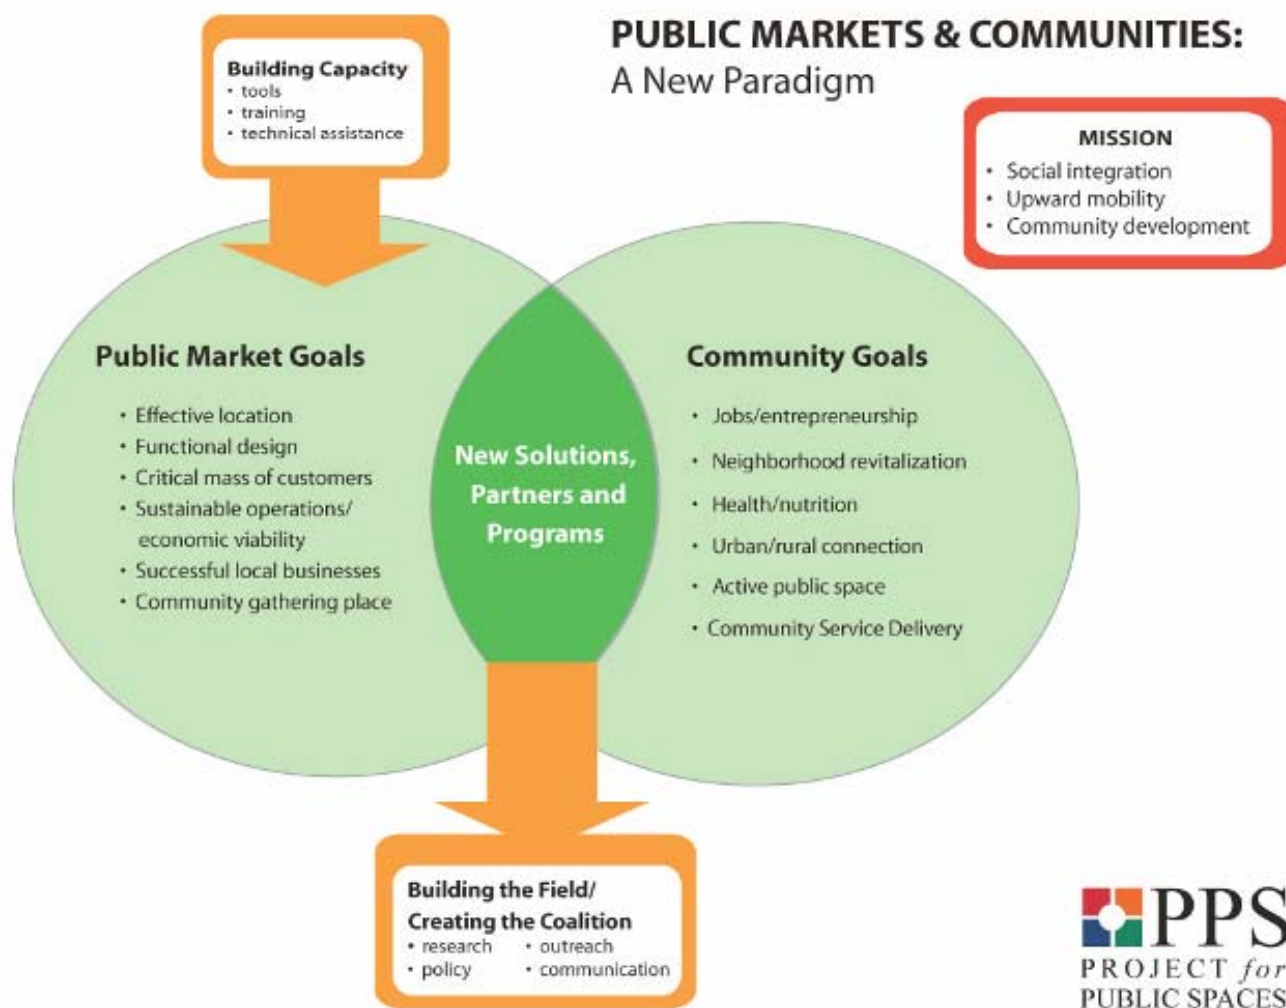 PUBLIC MARKETS & COMMUNITIES:
A New Paradigm
Building Capacity
• tools
• training
• technical assistance
MISSION
• Social integration
• Upward mobility
• Community development
Public Market Goals
• Effective location
• Functional design
• Critical mass of customers
• Sustainable operations/
economic viability
• Successful local businesses
• Community gathering place
New Solutions,
Partners and
Programs
Community Goals
• Jobs/entrepreneurship
• Neighborhood revitalization
• Health/nutrition
• Urban/rural connection
• Active public space
• Community Service Delivery
Building the Field/
Creating the Coalition
• research • outreach
• policy • communication
PPS
PROJECT for
PUBLIC SPACES